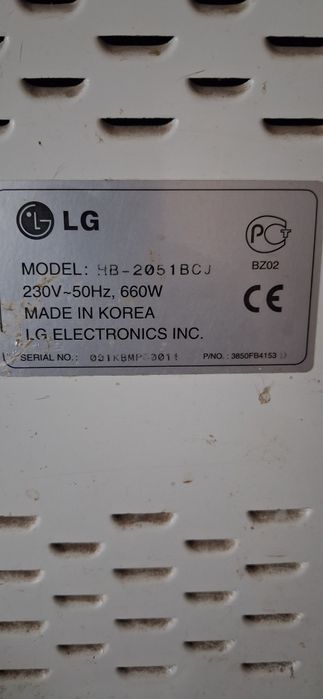 LG
PCT
BZ02
MODEL: HB-2051BCJ
230V~50Hz, 660W
MADE IN KOREA
CE
LG ELECTRONICS INC.
SERIAL NO.:
P/NO. : 3850FB4153